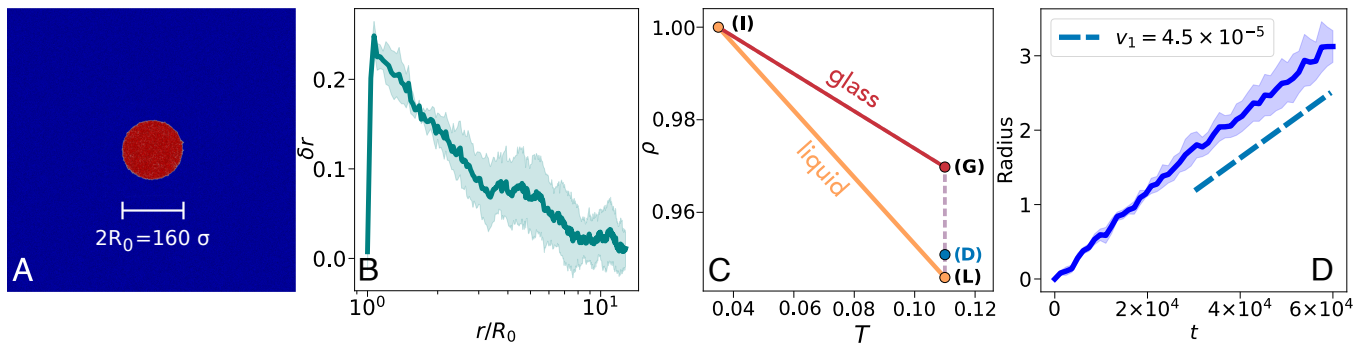 A
2R₀=160 σ
δr
0.2
0.1
0.0
B
10⁰
10¹
r/R₀
ρ
1.00
0.98
0.96
(I)
glass
liquid
(G)
(D)
(L)
C
0.04
0.06
0.08
0.10
0.12
T
Radius
3
2
1
0
v₁ = 4.5 × 10⁻⁵
D
0
2×10⁴
4×10⁴
6×10⁴
t